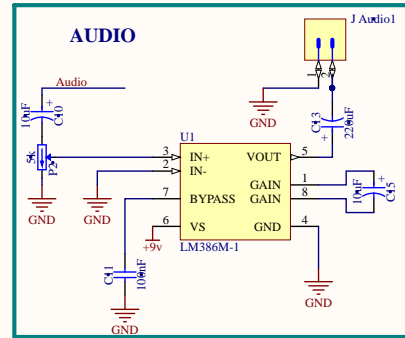 AUDIO
J Audio1
Audio
10uF
C10
1
2
GND
C13
220uF
5k
P2
U1
3
IN+
VOUT
5
2
IN-
GAIN
1
7
BYPASS
GAIN
8
10uF
C15
6
VS
GND
4
+9v
LM386M-1
GND
GND
C11
100nF
GND
GND